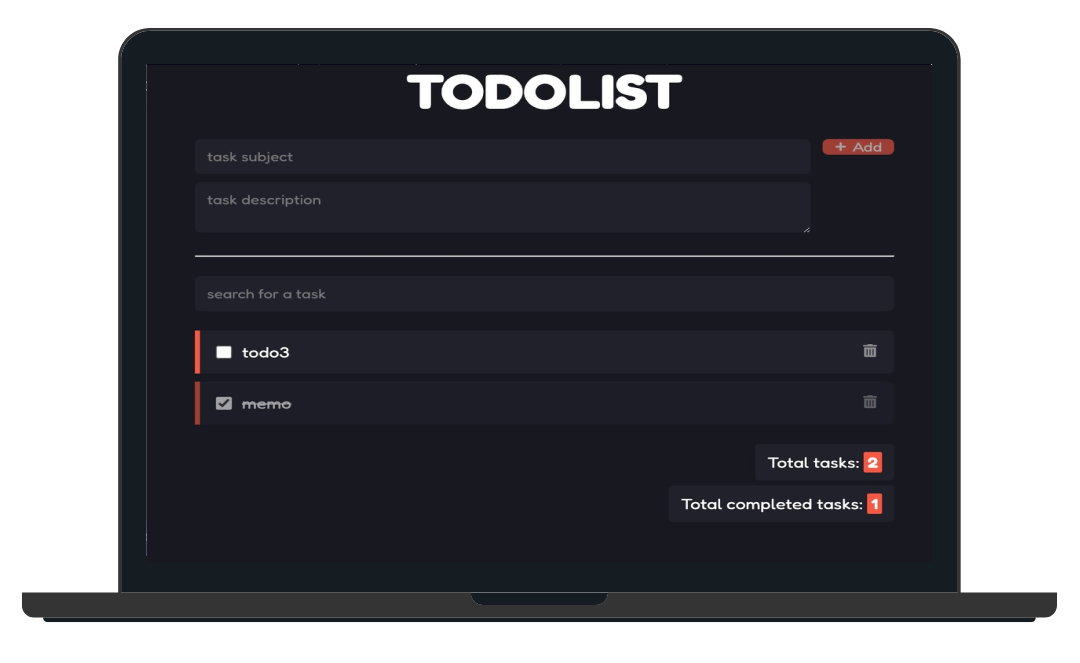 TODOLIST
task subject
+ Add
task description
search for a task
todo3
memo
Total tasks: 2
Total completed tasks: 1